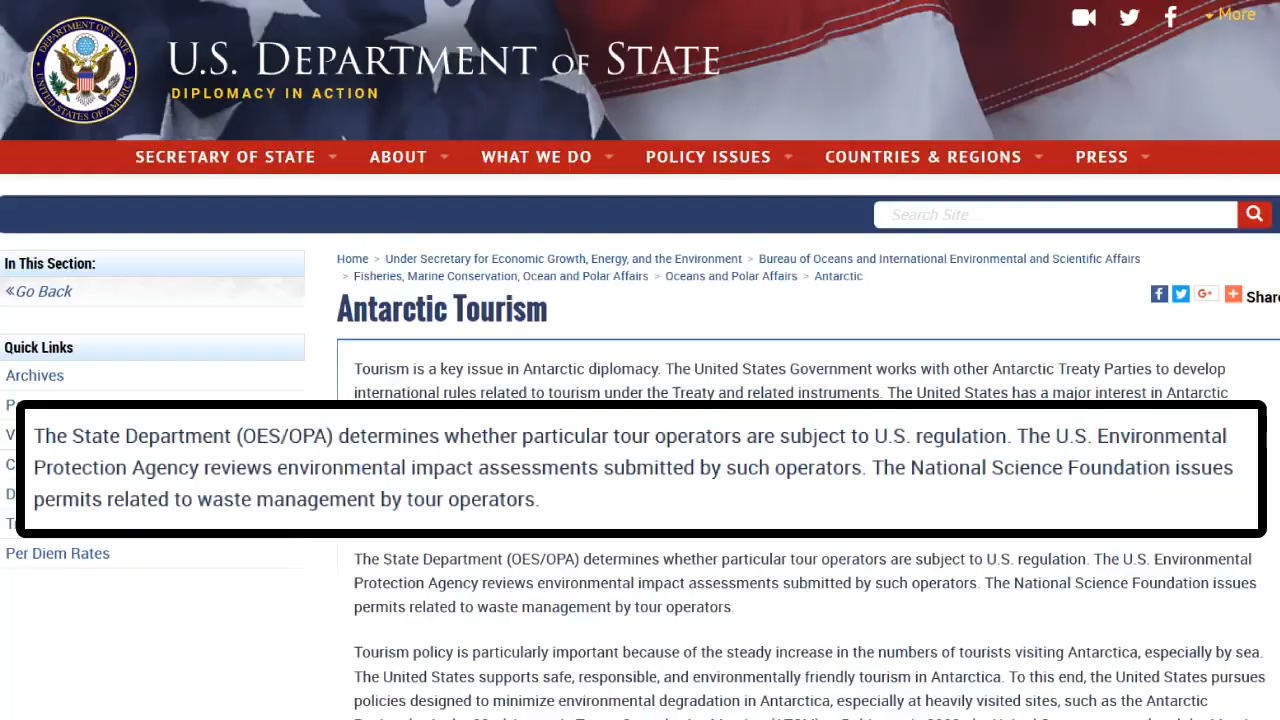 More
U.S. DEPARTMENT OF STATE
DIPLOMACY IN ACTION
DEPARTMENT OF STATE
UNITED STATES OF AMERICA
SECRETARY OF STATE ABOUT WHAT WE DO POLICY ISSUES COUNTRIES & REGIONS PRESS
Search Site...
In This Section:
«Go Back
Quick Links
Archives
P
V
C
D
T
Per Diem Rates
Home > Under Secretary for Economic Growth, Energy, and the Environment > Bureau of Oceans and International Environmental and Scientific Affairs
> Fisheries, Marine Conservation, Ocean and Polar Affairs > Oceans and Polar Affairs > Antarctic
Shar
Antarctic Tourism
Tourism is a key issue in Antarctic diplomacy. The United States Government works with other Antarctic Treaty Parties to develop
international rules related to tourism under the Treaty and related instruments. The United States has a major interest in Antarctic
The State Department (OES/OPA) determines whether particular tour operators are subject to U.S. regulation. The U.S. Environmental
Protection Agency reviews environmental impact assessments submitted by such operators. The National Science Foundation issues
permits related to waste management by tour operators.
The State Department (OES/OPA) determines whether particular tour operators are subject to U.S. regulation. The U.S. Environmental
Protection Agency reviews environmental impact assessments submitted by such operators. The National Science Foundation issues
permits related to waste management by tour operators.
Tourism policy is particularly important because of the steady increase in the numbers of tourists visiting Antarctica, especially by sea.
The United States supports safe, responsible, and environmentally friendly tourism in Antarctica. To this end, the United States pursues
policies designed to minimize environmental degradation in Antarctica, especially at heavily visited sites, such as the Antarctic